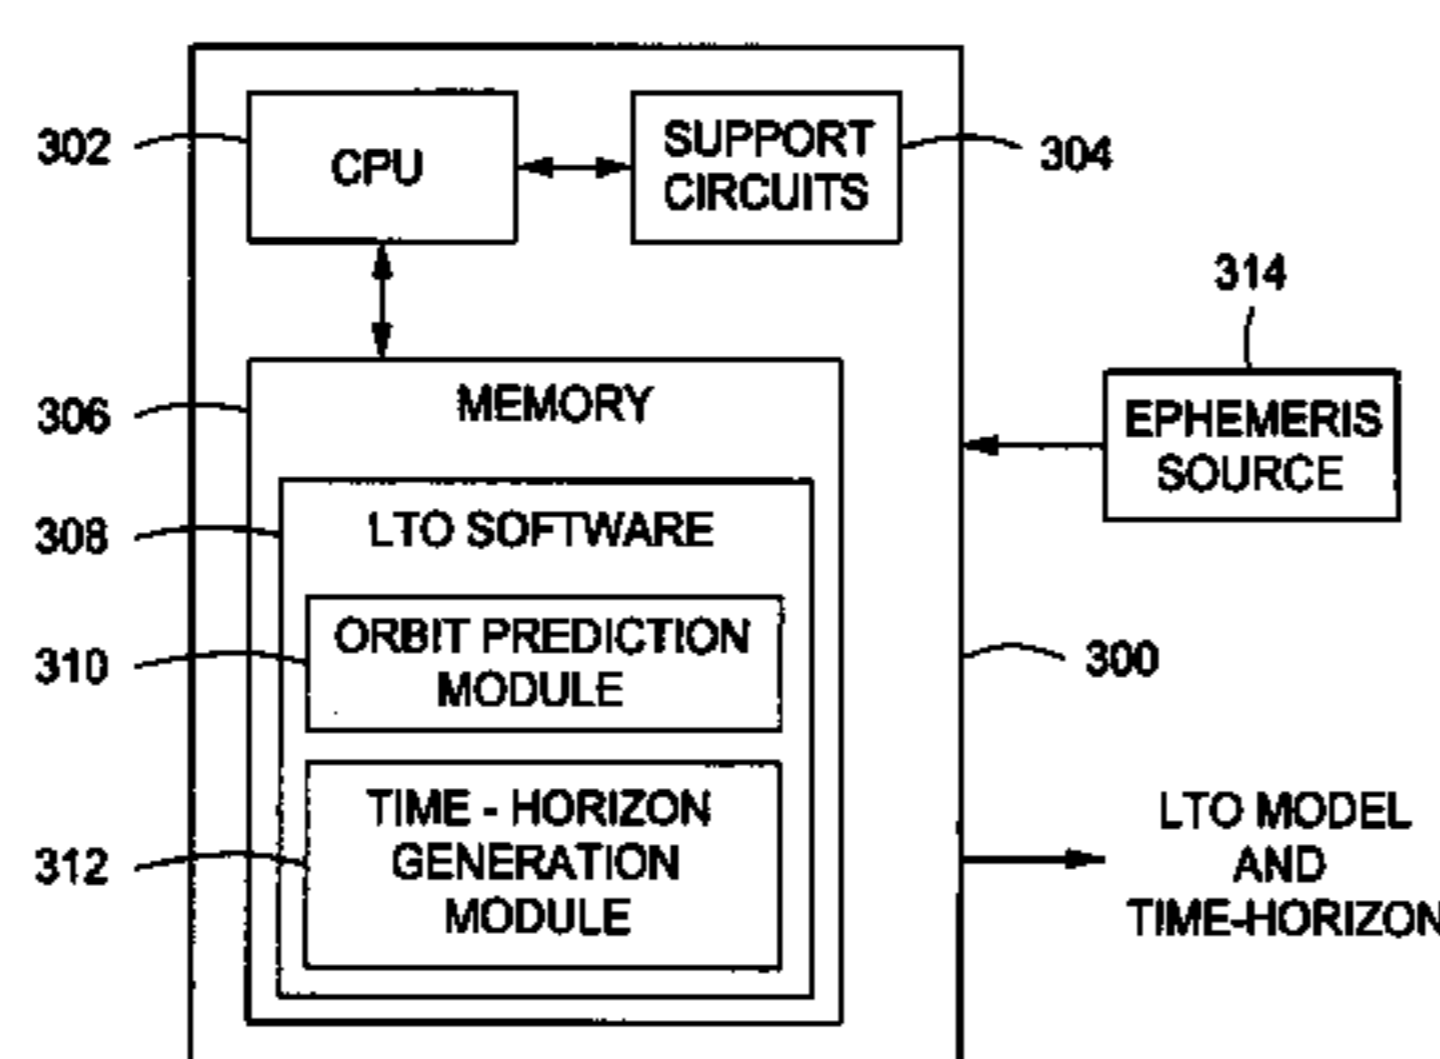 302
CPU
SUPPORT
CIRCUITS
304
314
306
MEMORY
EPHEMERIS
SOURCE
308
LTO SOFTWARE
310
ORBIT PREDICTION
MODULE
300
312
TIME - HORIZON
GENERATION
MODULE
LTO MODEL
AND
TIME-HORIZON